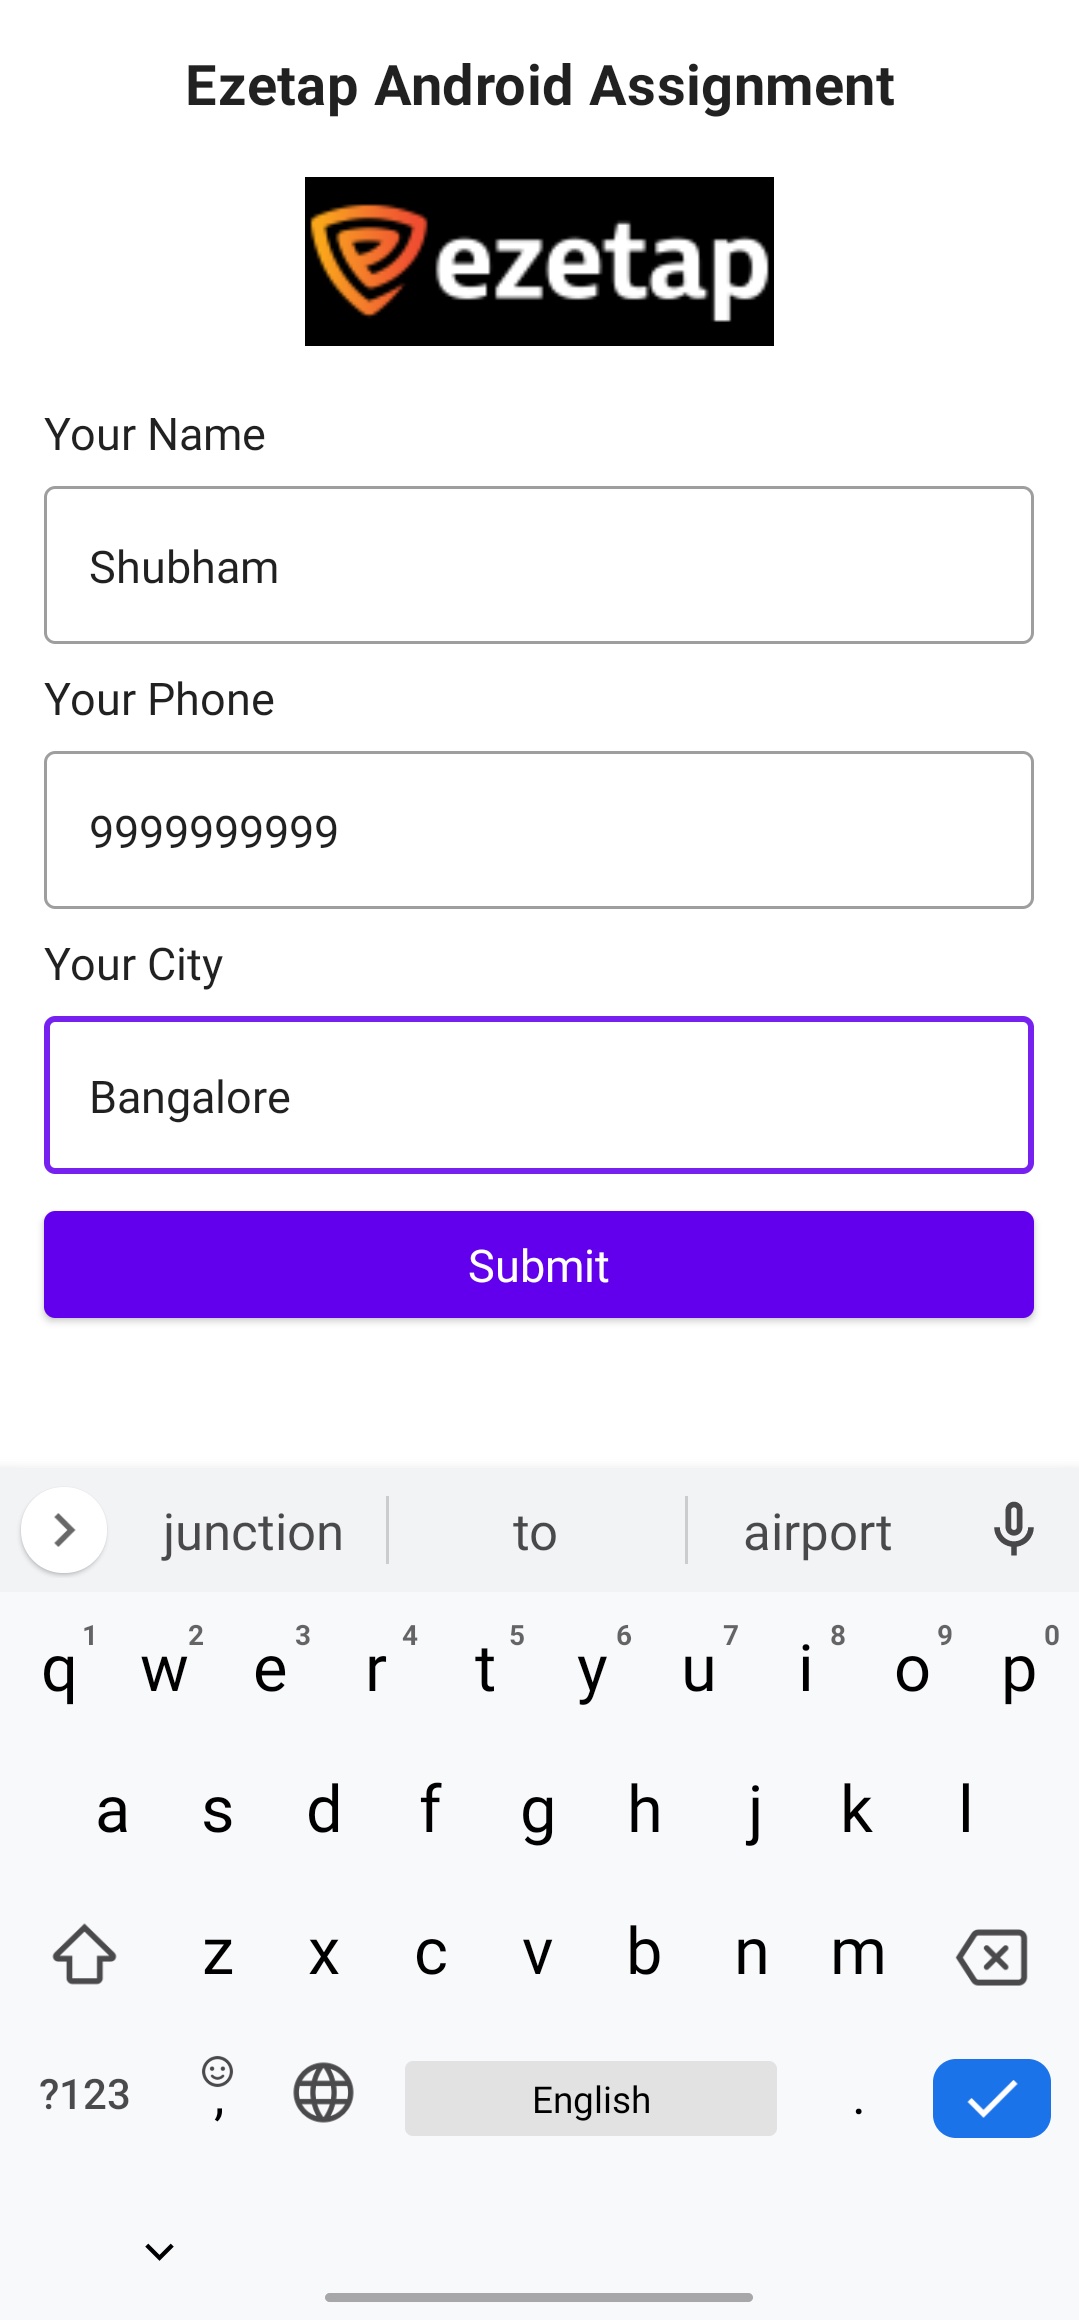 Ezetap Android Assignment
ezetap
Your Name
Shubham
Your Phone
9999999999
Your City
Bangalore
Submit
junction to airport
1 2 3 4 5 6 7 8 9 0
q w e r t y u i o p
a s d f g h j k l
z x c v b n m
?123 , English .